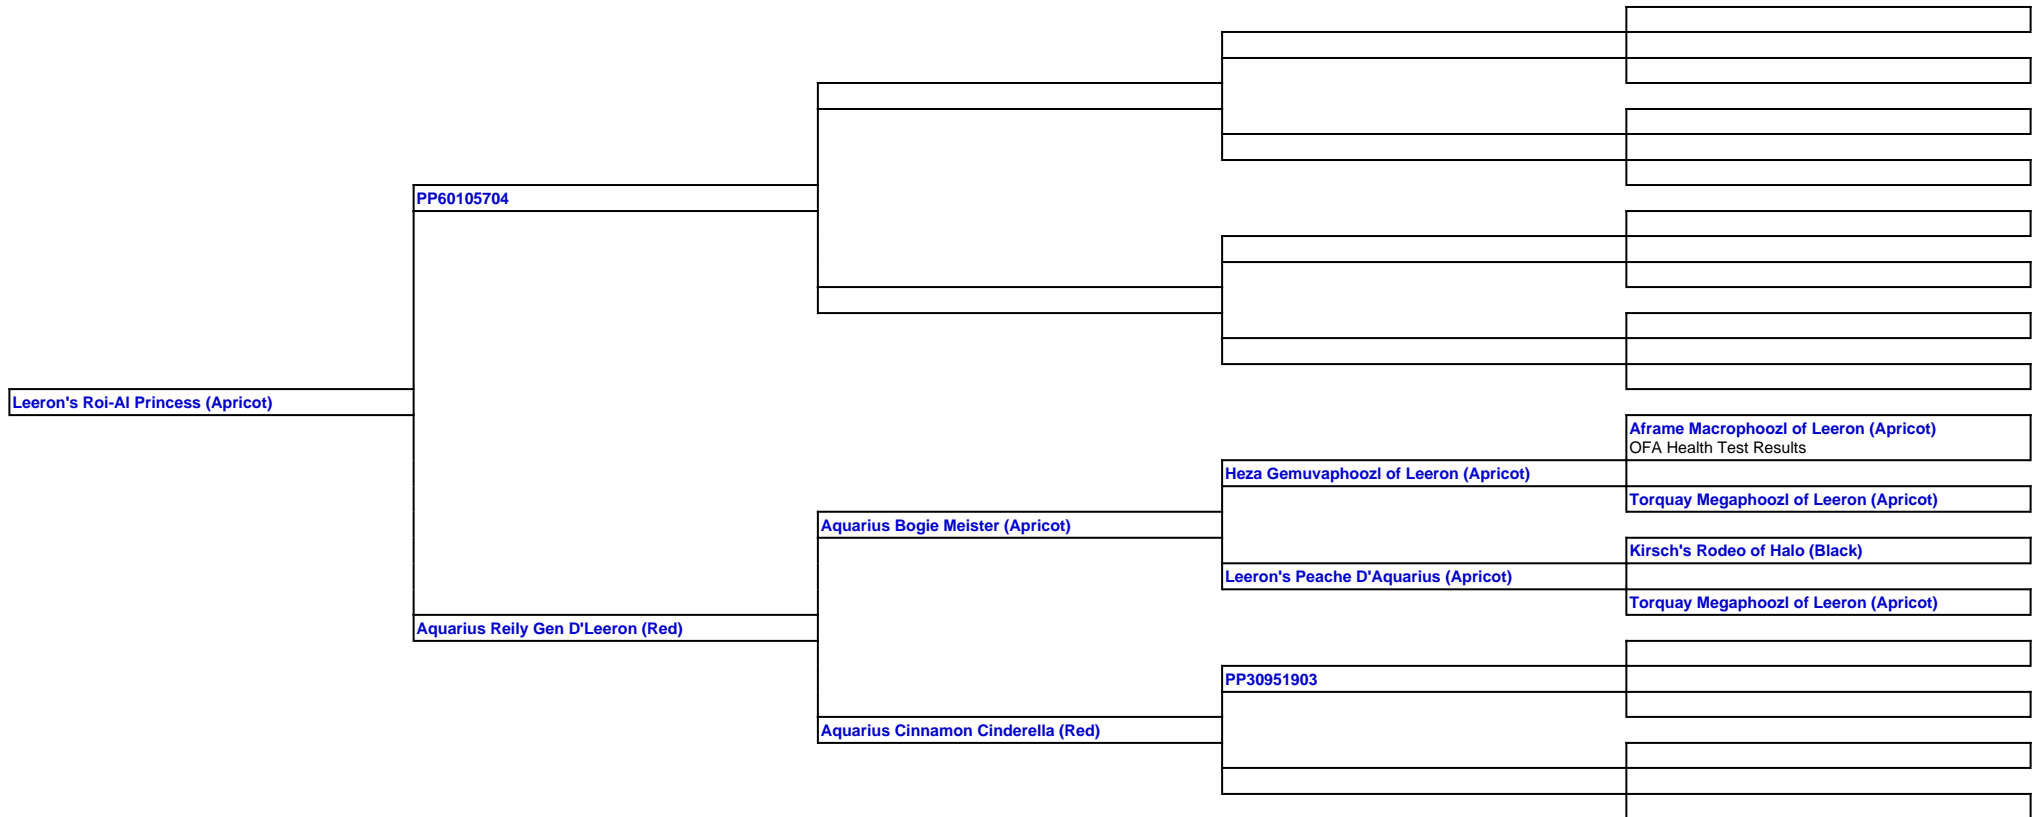 PP60105704
Leeron's Roi-Al Princess (Apricot)
Aframe Macrophoozl of Leeron (Apricot)
OFA Health Test Results
Heza Gemuvaphoozl of Leeron (Apricot)
Torquay Megaphoozl of Leeron (Apricot)
Aquarius Bogie Meister (Apricot)
Kirsch's Rodeo of Halo (Black)
Leeron's Peache D'Aquarius (Apricot)
Torquay Megaphoozl of Leeron (Apricot)
Aquarius Reily Gen D'Leeron (Red)
PP30951903
Aquarius Cinnamon Cinderella (Red)